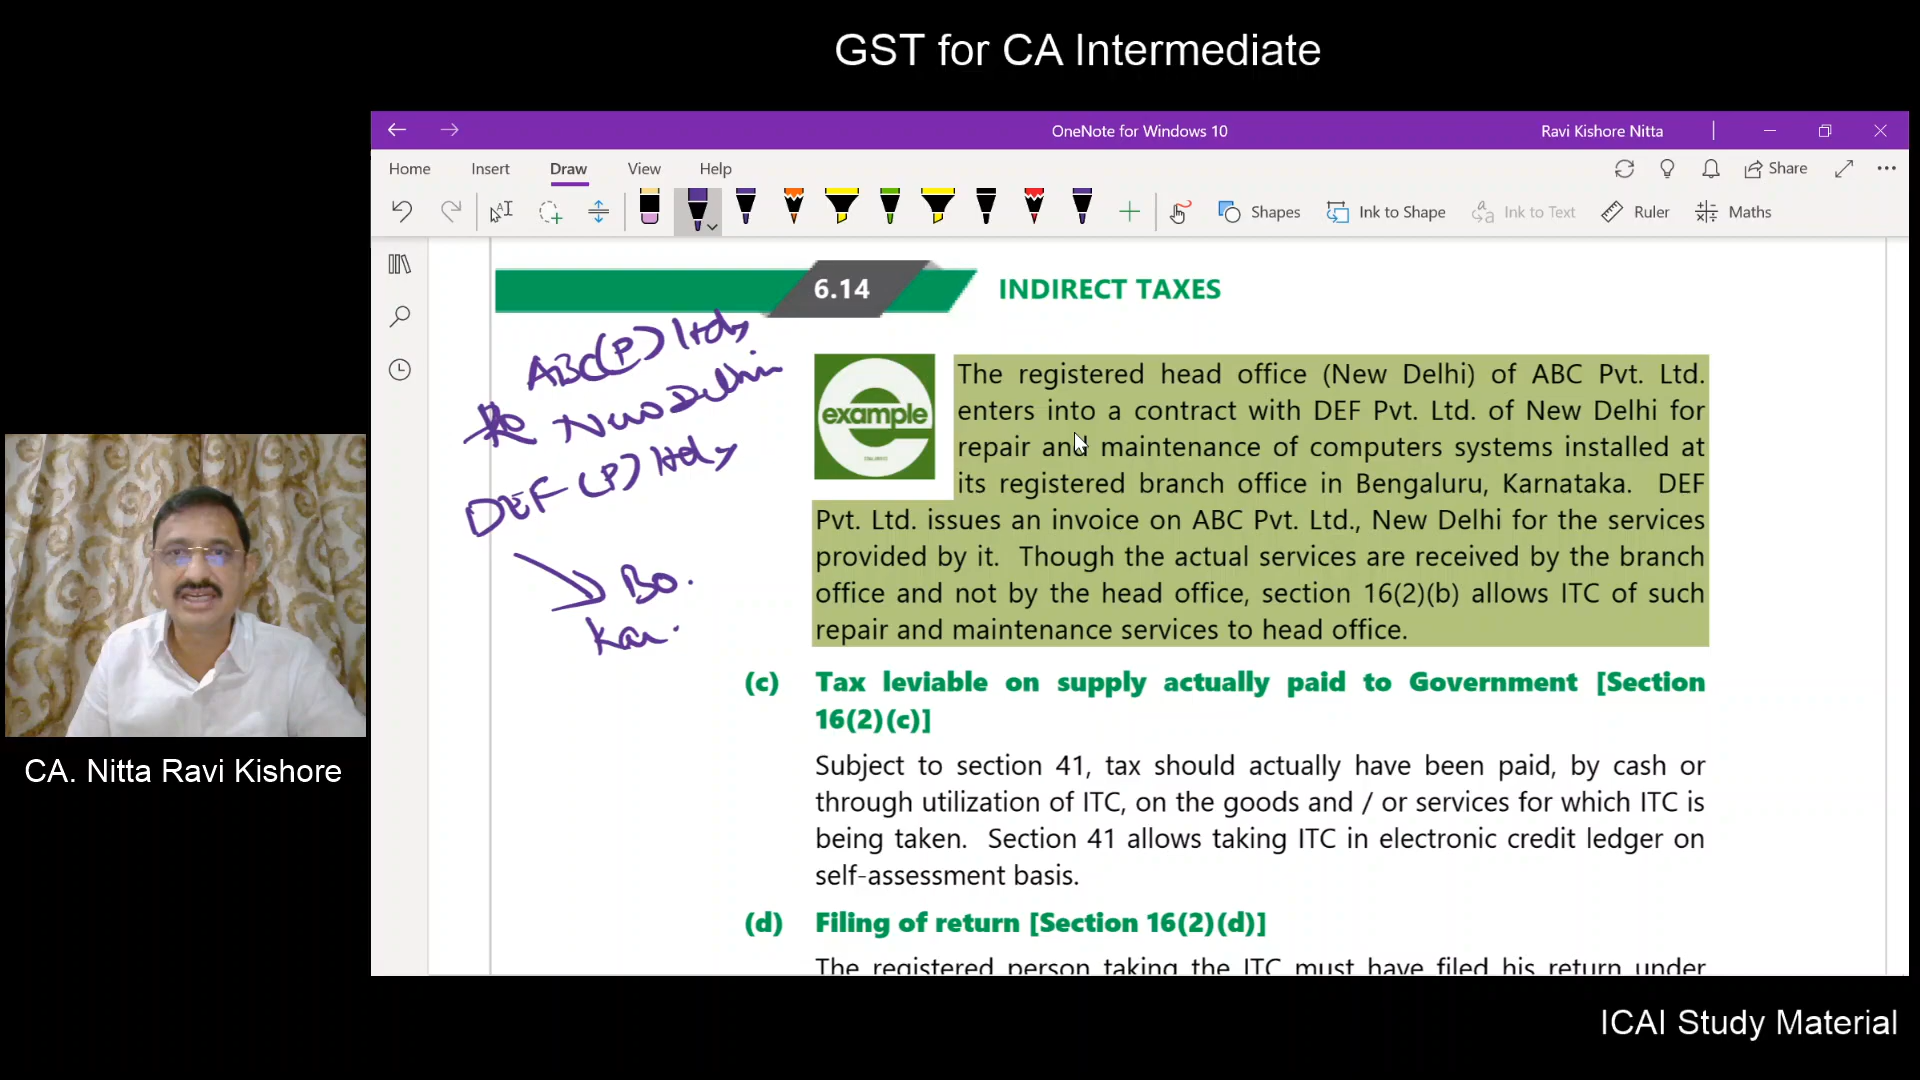 GST for CA Intermediate
OneNote for Windows 10
Ravi Kishore Nitta
Home Insert Draw View Help
Share
Shapes Ink to Shape Ink to Text Ruler Maths
6.14 INDIRECT TAXES
ABC(P) ltd,
New Delhi
DEF (P) ltd,
BO.
Kar.
example
The registered head office (New Delhi) of ABC Pvt. Ltd.
enters into a contract with DEF Pvt. Ltd. of New Delhi for
repair and maintenance of computers systems installed at
its registered branch office in Bengaluru, Karnataka. DEF
Pvt. Ltd. issues an invoice on ABC Pvt. Ltd., New Delhi for the services
provided by it. Though the actual services are received by the branch
office and not by the head office, section 16(2)(b) allows ITC of such
repair and maintenance services to head office.
(c) Tax leviable on supply actually paid to Government [Section
16(2)(c)]
Subject to section 41, tax should actually have been paid, by cash or
through utilization of ITC, on the goods and / or services for which ITC is
being taken. Section 41 allows taking ITC in electronic credit ledger on
self-assessment basis.
(d) Filing of return [Section 16(2)(d)]
The registered person taking the ITC must have filed his return under
CA. Nitta Ravi Kishore
ICAI Study Material